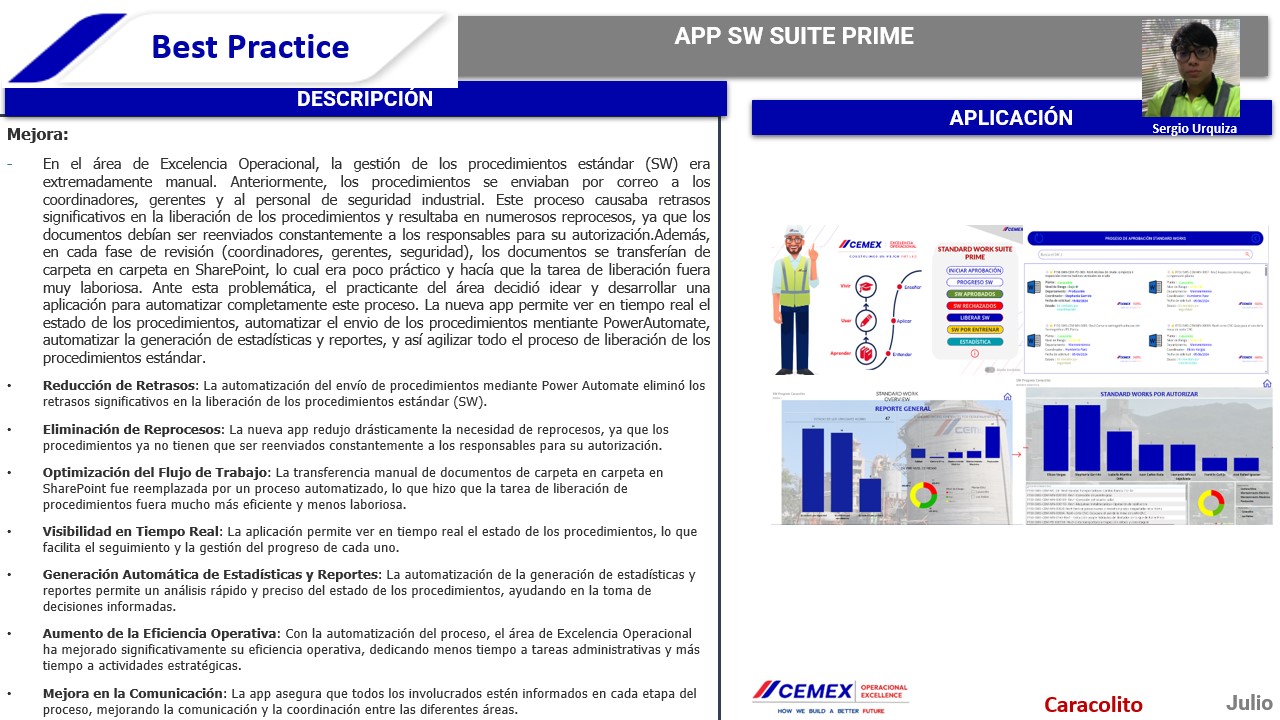 Best Practice
APP SW SUITE PRIME
DESCRIPCIÓN
APLICACIÓN
Sergio Urquiza
Mejora:
- En el área de Excelencia Operacional, la gestión de los procedimientos estándar (SW) era
extremadamente manual. Anteriormente, los procedimientos se enviaban por correo a los
coordinadores, gerentes y al personal de seguridad industrial. Este proceso causaba retrasos
significativos en la liberación de los procedimientos y resultaba en numerosos reprocesos, ya que los
documentos debían ser reenviados constantemente a los responsables para su autorización.Además,
en cada fase de revisión (coordinadores, gerentes, seguridad), los documentos se transferían de
carpeta en carpeta en SharePoint, lo cual era poco práctico y hacía que la tarea de liberación fuera
muy laboriosa. Ante esta problemática, el practicante del área decidió idear y desarrollar una
aplicación para automatizar completamente este proceso. La nueva app permite ver en tiempo real el
estado de los procedimientos, automatizar el envio de los procedimientos mentiante PowerAutomate,
automatizar la generación de estadísticas y reportes, y así agilizar todo el proceso de liberación de los
procedimientos estándar.
• Reducción de Retrasos: La automatización del envío de procedimientos mediante Power Automate eliminó los
retrasos significativos en la liberación de los procedimientos estándar (SW).
• Eliminación de Reprocesos: La nueva app redujo drásticamente la necesidad de reprocesos, ya que los
procedimientos ya no tienen que ser reenviados constantemente a los responsables para su autorización.
• Optimización del Flujo de Trabajo: La transferencia manual de documentos de carpeta en carpeta en
SharePoint fue reemplazada por un proceso automatizado, lo que hizo que la tarea de liberación de
procedimientos fuera mucho más eficiente y menos laboriosa.
• Visibilidad en Tiempo Real: La aplicación permite ver en tiempo real el estado de los procedimientos, lo que
facilita el seguimiento y la gestión del progreso de cada uno.
• Generación Automática de Estadísticas y Reportes: La automatización de la generación de estadísticas y
reportes permite un análisis rápido y preciso del estado de los procedimientos, ayudando en la toma de
decisiones informadas.
• Aumento de la Eficiencia Operativa: Con la automatización del proceso, el área de Excelencia Operacional
ha mejorado significativamente su eficiencia operativa, dedicando menos tiempo a tareas administrativas y más
tiempo a actividades estratégicas.
• Mejora en la Comunicación: La app asegura que todos los involucrados estén informados en cada etapa del
proceso, mejorando la comunicación y la coordinación entre las diferentes áreas.
CEMEX
CEMEX EXCELENCIA OPERACIONAL
STANDARD WORK SUITE
PRIME
INICIAR APROBACIÓN
PROGRESO SW
SW APROBADOS
SW RECHAZADOS
LIBERAR SW
SW POR ENTRENAR
ESTADÍSTICA
Vivir
Enseñar
Usar
Aplicar
Aprender
Entender
PROCESO DE APROBACIÓN STANDARD WORKS
STANDARD WORK
REPORTE GENERAL
47
CEMEX
STANDARD WORKS POR AUTORIZAR
CEMEX OPERATIONAL
EXCELLENCE
HOW WE BUILD A BETTER FUTURE
Caracolito
Julio